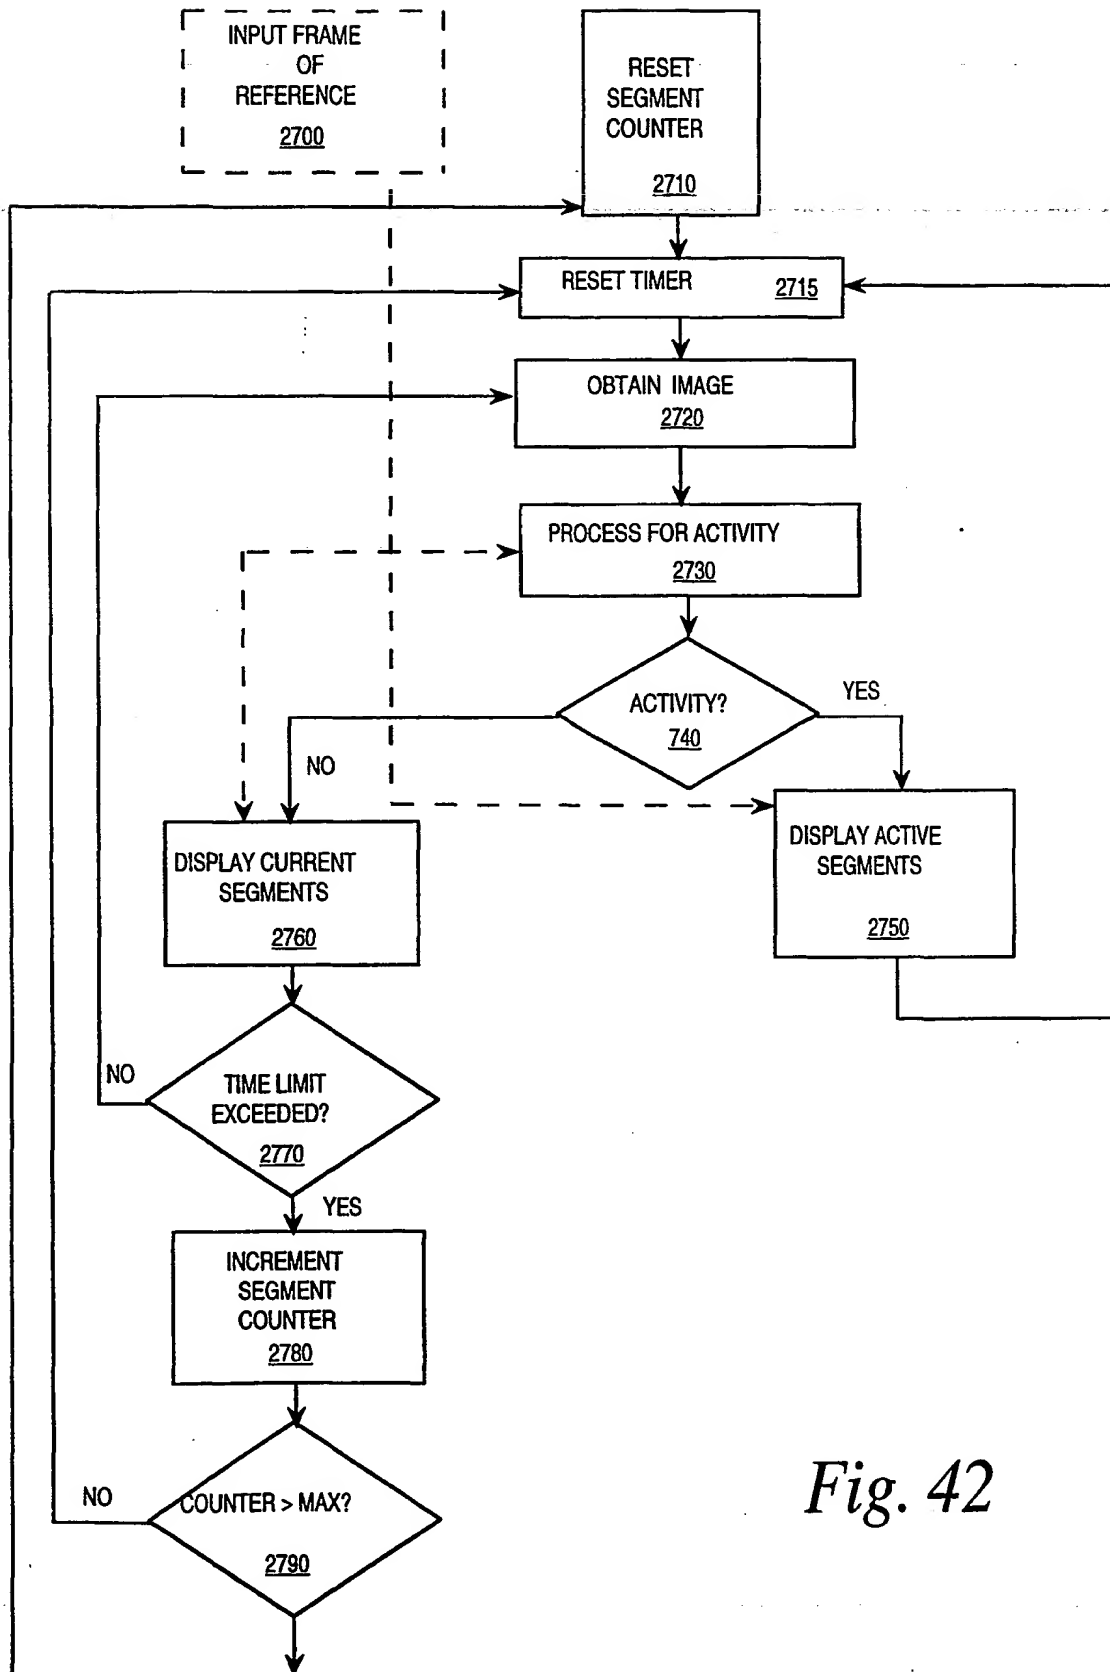 INPUT FRAME
OF
REFERENCE
2700
RESET
SEGMENT
COUNTER
2710
RESET TIMER 2715
OBTAIN IMAGE
2720
PROCESS FOR ACTIVITY
2730
ACTIVITY?
740
YES
NO
DISPLAY CURRENT
SEGMENTS
2760
DISPLAY ACTIVE
SEGMENTS
2750
NO
TIME LIMIT
EXCEEDED?
2770
YES
INCREMENT
SEGMENT
COUNTER
2780
NO
COUNTER > MAX?
2790
Fig. 42